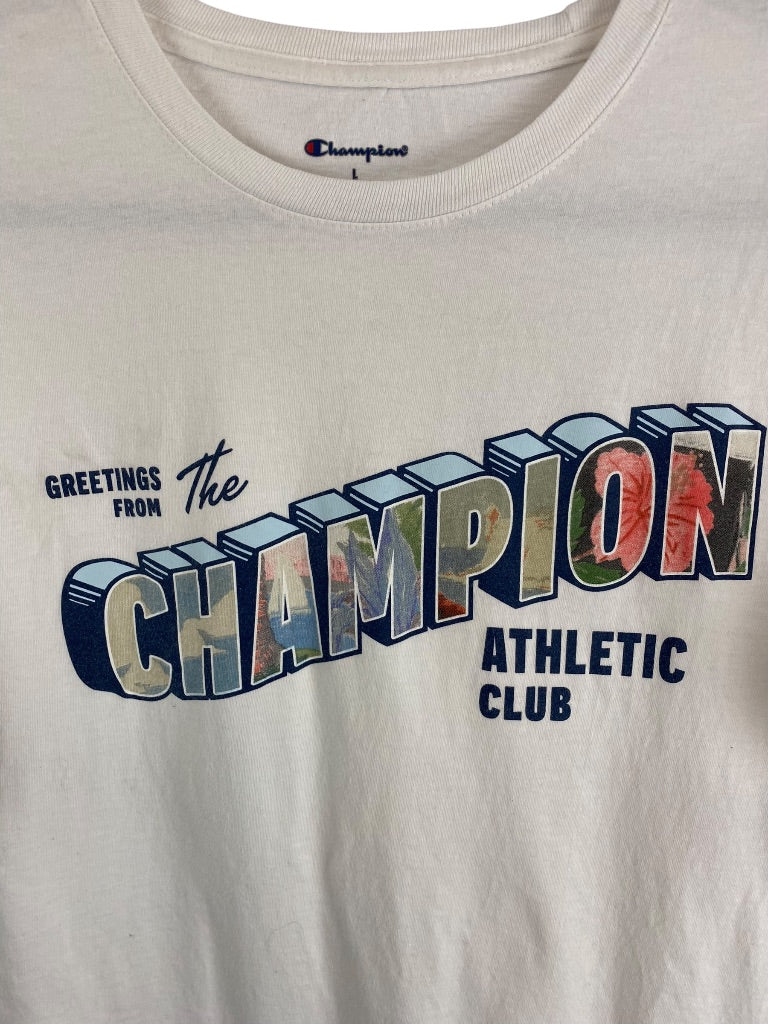 Champion
L
GREETINGS
FROM
The
CHAMPION
ATHLETIC
CLUB